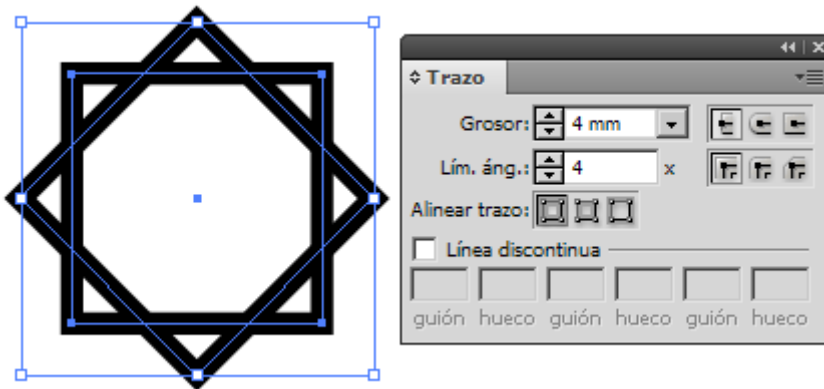 Trazo
Grosor: 4 mm
Lím. áng.: 4 x
Alinear trazo:
Línea discontinua
guión hueco guión hueco guión hueco